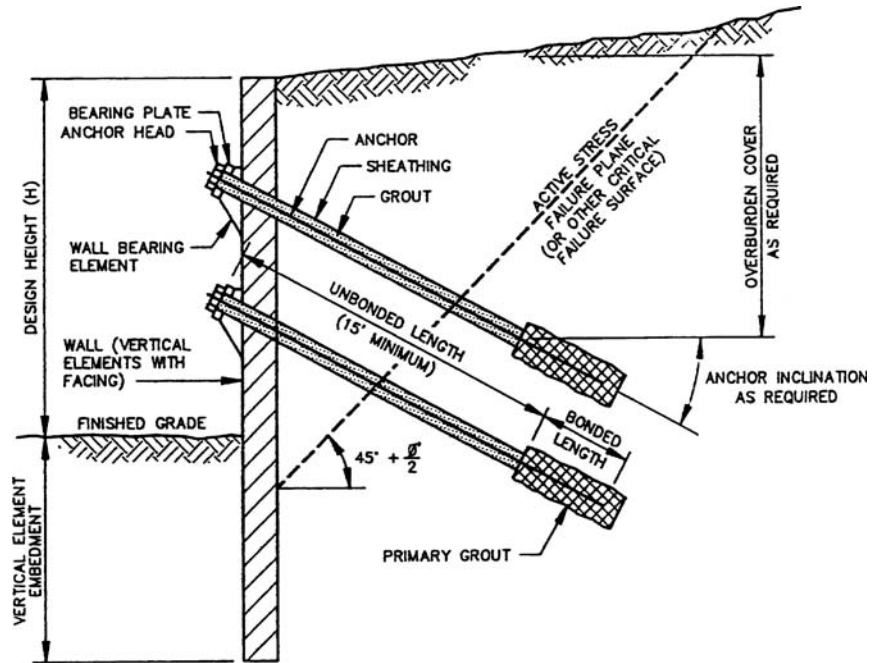 BEARING PLATE
ANCHOR HEAD
ANCHOR
SHEATHING
GROUT
ACTIVE STRESS
FAILURE PLANE
(OR OTHER CRITICAL
FAILURE SURFACE)
OVERBURDEN COVER
AS REQUIRED
DESIGN HEIGHT (H)
WALL BEARING
ELEMENT
UNBONDED LENGTH
(15' MINIMUM)
WALL (VERTICAL
ELEMENTS WITH
FACING)
ANCHOR INCLINATION
AS REQUIRED
FINISHED GRADE
BONDED
LENGTH
45° + Ø'/2
VERTICAL ELEMENT
EMBEDMENT
PRIMARY GROUT